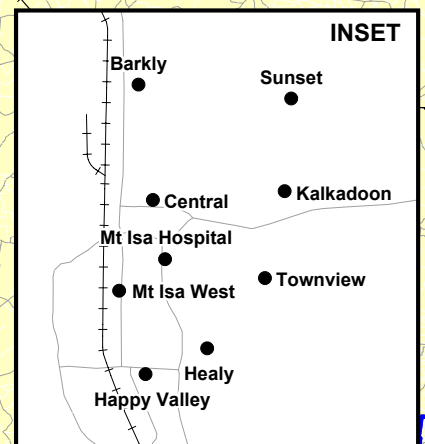 INSET
Barkly
Sunset
Central
Kalkadoon
Mt Isa Hospital
Townview
Mt Isa West
Healy
Happy Valley